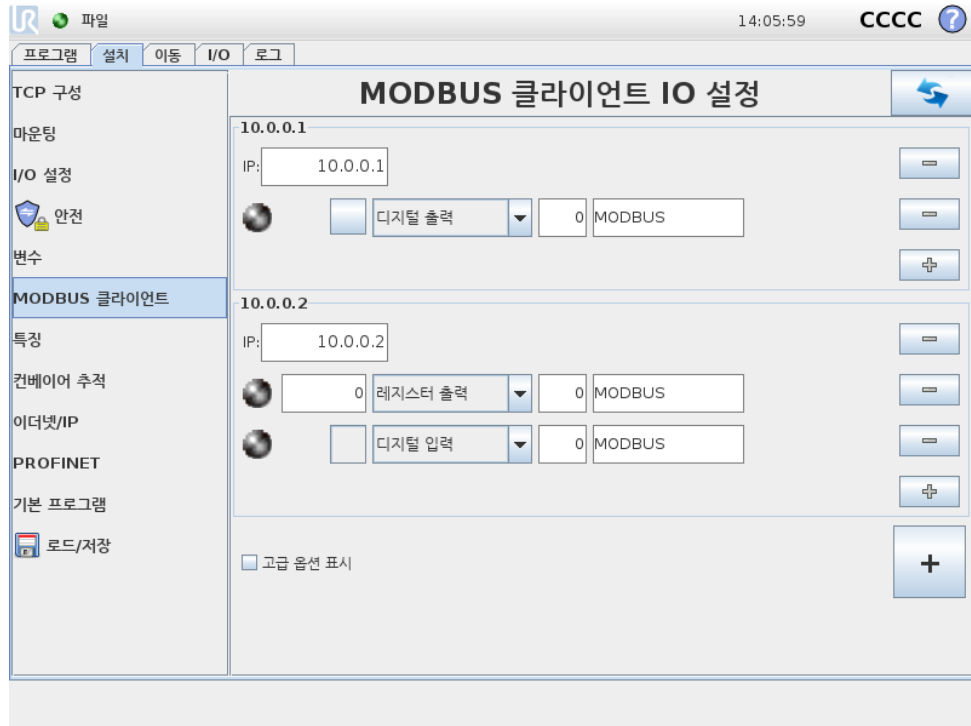 UR 파일 14:05:59 CCCC ?
프로그램 설치 이동 I/O 로그
TCP 구성
마운팅
I/O 설정
안전
변수
MODBUS 클라이언트
특징
컨베이어 추적
이더넷/IP
PROFINET
기본 프로그램
로드/저장
MODBUS 클라이언트 IO 설정
10.0.0.1
IP: 10.0.0.1
디지털 출력 0 MODBUS
10.0.0.2
IP: 10.0.0.2
0 레지스터 출력 0 MODBUS
디지털 입력 0 MODBUS
고급 옵션 표시